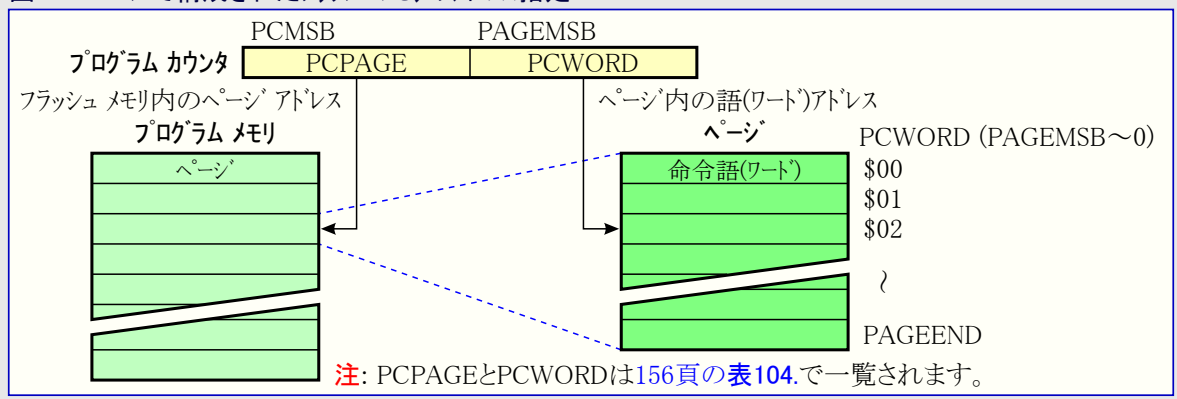 PCMSB PAGEMSB
プログラム カウンタ PCPAGE PCWORD
フラッシュ メモリ内のページ アドレス ページ内の語(ワード)アドレス
プログラム メモリ ページ PCWORD (PAGEMSB～0)
ページ 命令語(ワード) $00
$01
$02
～
PAGEEND
注: PCPAGEとPCWORDは156頁の表104.で一覧されます。